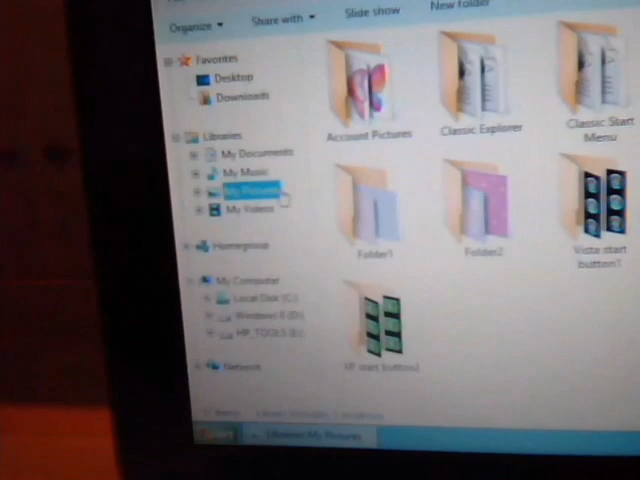 Organize
Share with
Slide show
New folder
Favorites
Desktop
Downloads
Libraries
My Documents
My Music
My Pictures
My Videos
Homegroup
My Computer
Local Disk (C:)
Windows 8 (D:)
HP_TOOLS (E:)
Network
Account Pictures
Classic Explorer
Classic Start
Menu
Folder1
Folder2
Vista start
button1
XP start button2